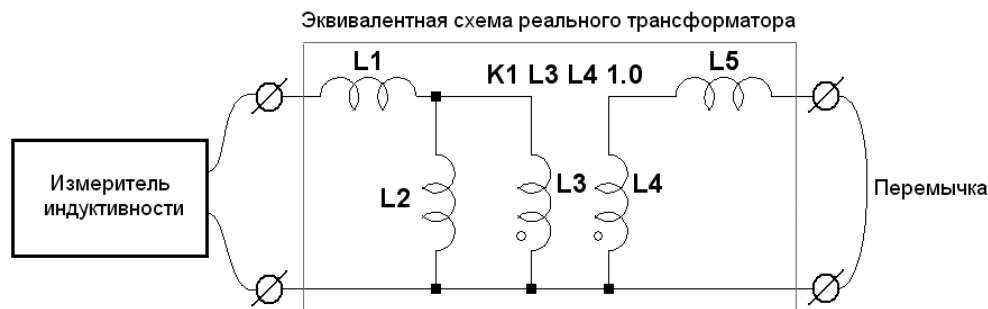 Эквивалентная схема реального трансформатора
L1
K1 L3 L4 1.0
L5
L2
L3
L4
Измеритель
индуктивности
Перемычка